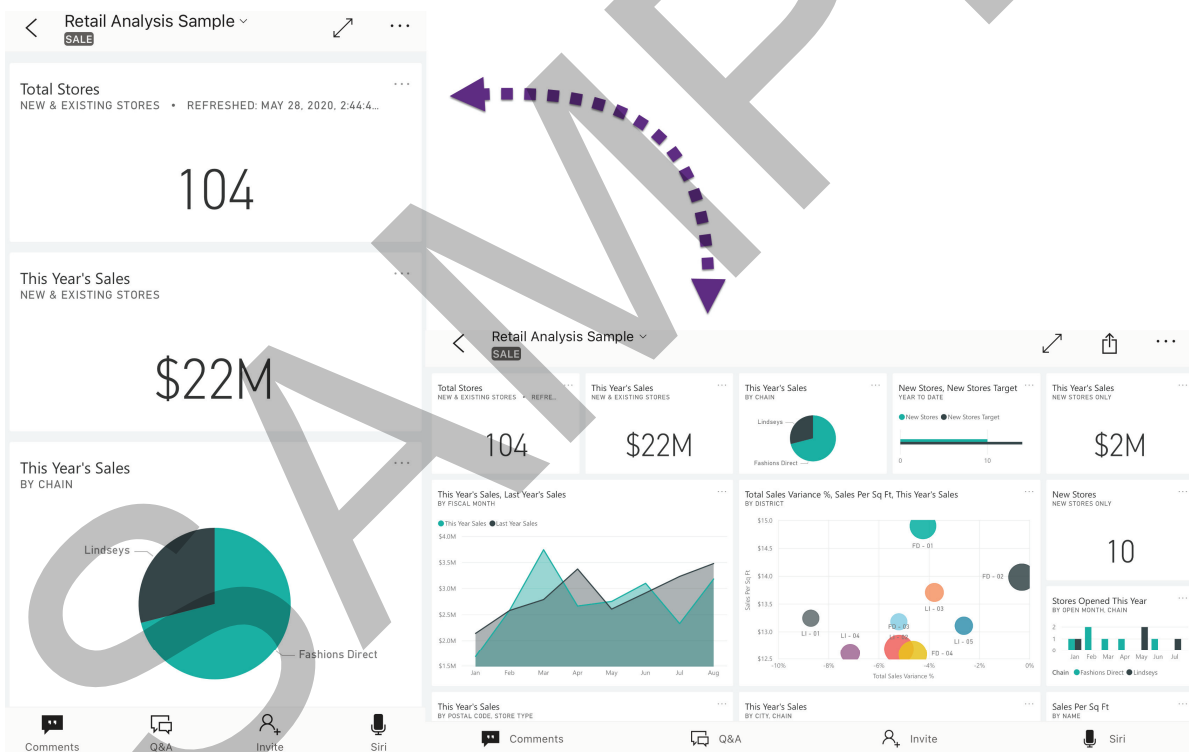 Retail Analysis Sample
SALE
Total Stores
NEW & EXISTING STORES • REFRESHED: MAY 28, 2020, 2:44:4...
104
This Year's Sales
NEW & EXISTING STORES
$22M
This Year's Sales
BY CHAIN
Lindseys
Fashions Direct
Comments
Q&A
Invite
Siri
Retail Analysis Sample
SALE
Total Stores
NEW & EXISTING STORES • REFRE...
104
This Year's Sales
NEW & EXISTING STORES
$22M
This Year's Sales
BY CHAIN
Lindseys
Fashions Direct
New Stores, New Stores Target
YEAR TO DATE
New Stores New Stores Target
0 10
This Year's Sales
NEW STORES ONLY
$2M
This Year's Sales, Last Year's Sales
BY FISCAL MONTH
This Year Sales Last Year Sales
$4.0M
$3.5M
$3.0M
$2.5M
$2.0M
$1.5M
Jan Feb Mar Apr May Jun Jul Aug
Total Sales Variance %, Sales Per Sq Ft, This Year's Sales
BY DISTRICT
Sales Per Sq Ft
$15.0
$14.5
$14.0
$13.5
$13.0
$12.5
FD - 01
FD - 02
LI - 03
LI - 01
FD - 03
LI - 05
LI - 04
FD - 04
-10% -8% -6% -4% -2% 0%
Total Sales Variance %
New Stores
NEW STORES ONLY
10
Stores Opened This Year
BY OPEN MONTH, CHAIN
2
1
0
Jan Feb Mar Apr May Jun Jul
Chain Fashions Direct Lindseys
This Year's Sales
BY POSTAL CODE, STORE TYPE
This Year's Sales
BY CITY, CHAIN
Sales Per Sq Ft
BY NAME
Comments
Q&A
Invite
Siri